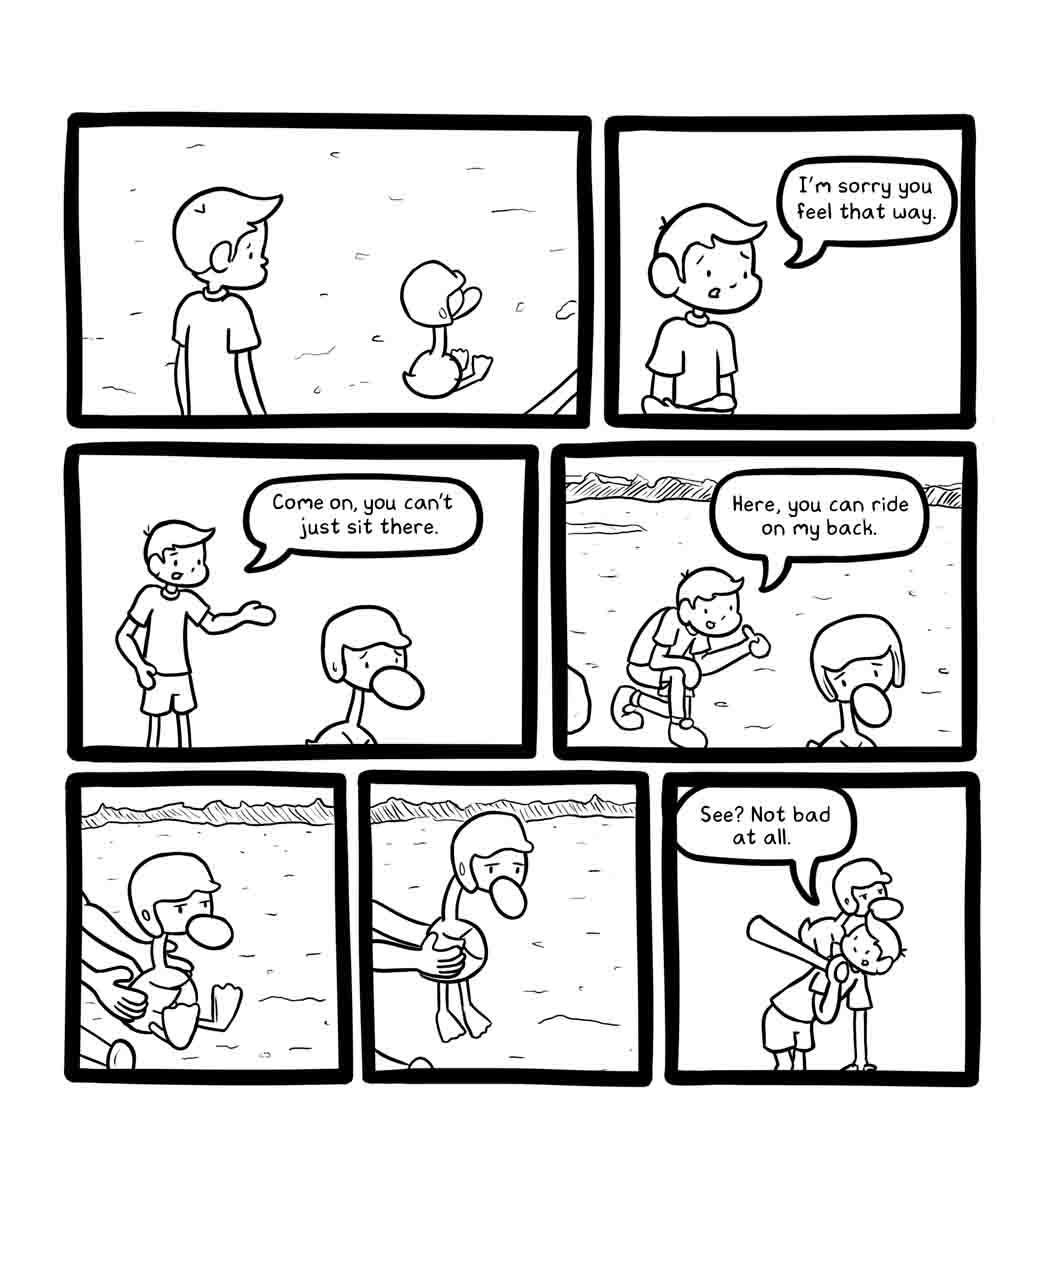 I'm sorry you
feel that way.
Come on, you can't
just sit there.
Here, you can ride
on my back.
See? Not bad
at all.